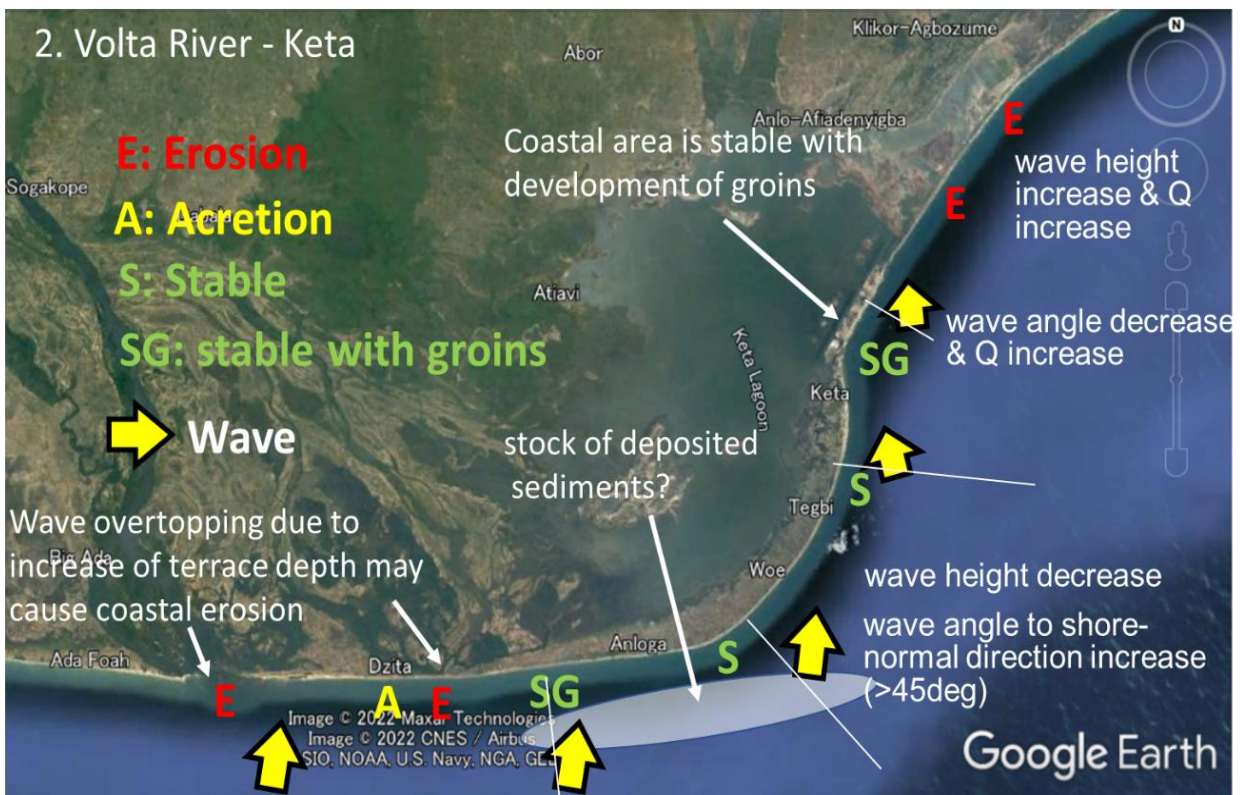 2. Volta River - Keta
Klikor-Agbozume
N
Abor
E: Erosion
Anlo-Afiadenyigba
E
Coastal area is stable with
development of groins
wave height
increase & Q
increase
Sogakope
A: Acretion
E
S: Stable
Atiavi
SG: stable with groins
wave angle decrease
& Q increase
SG
Keta Lagoon
Keta
Wave
stock of deposited
sediments?
S
Tegbi
Wave overtopping due to
increase of terrace depth may
cause coastal erosion
Big Ada
Woe
wave height decrease
wave angle to shore-
normal direction increase
(>45deg)
Anloga
Ada Foah
Dzita
S
E
A
E
SG
Image © 2022 Maxar Technologies
Image © 2022 CNES / Airbus
SIO, NOAA, U.S. Navy, NGA,
Google Earth